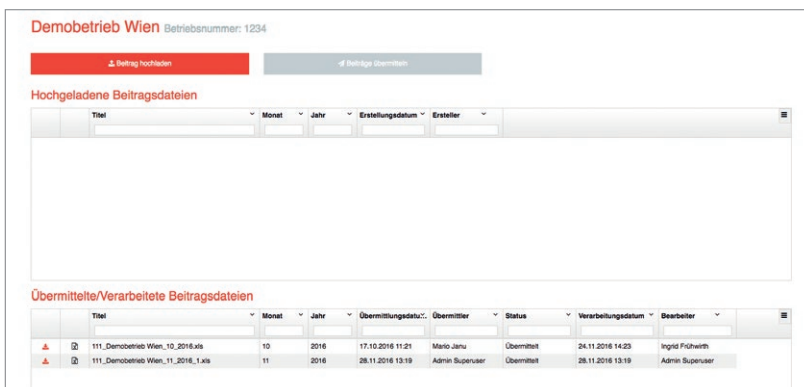 Demobetrieb Wien Betriebsnummer: 1234
Beitrag hochladen Beiträge übermitteln
Hochgeladene Beitragsdateien
Titel Monat Jahr Erstellungsdatum Ersteller
Übermittelte/Verarbeitete Beitragsdateien
Titel Monat Jahr Übermittlungsdatu... Übermittler Status Verarbeitungsdatum Bearbeiter
111_Demobetrieb Wien_10_2016.xls 10 2016 17.10.2016 11:21 Mario Janu Übermittelt 24.11.2016 14:23 Ingrid Frühwirth
111_Demobetrieb Wien_11_2016_1.xls 11 2016 28.11.2016 13:19 Admin Superuser Übermittelt 28.11.2016 13:19 Admin Superuser